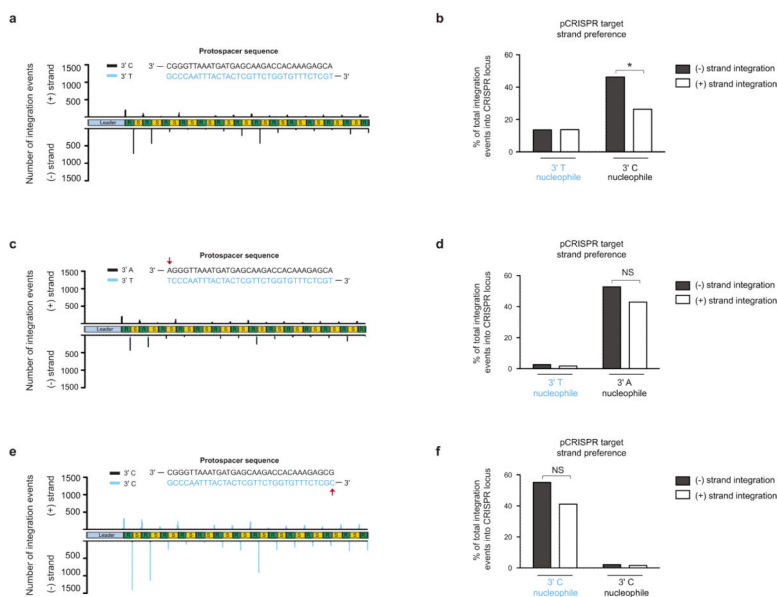 a
Protospacer sequence
3' C
3' — CGGGTTAAATGATGAGCAAGACCACAAAGAGCA
3' T
GCCCAATTTACTACTCGTTCTGGTGTTTCTCGT — 3'
Number of integration events
(+) strand
(-) strand
1500
1000
500
Leader
500
1000
1500
b
pCRISPR target
strand preference
% of total integration
events into CRISPR locus
60
40
20
0
*
(-) strand integration
(+) strand integration
3' T
nucleophile
3' C
nucleophile
c
Protospacer sequence
3' A
3' — AGGGTTAAATGATGAGCAAGACCACAAAGAGCA
3' T
TCCCAATTTACTACTCGTTCTGGTGTTTCTCGT — 3'
Number of integration events
(+) strand
(-) strand
1500
1000
500
Leader
500
1000
1500
d
pCRISPR target
strand preference
% of total integration
events into CRISPR locus
60
40
20
0
NS
(-) strand integration
(+) strand integration
3' T
nucleophile
3' A
nucleophile
e
Protospacer sequence
3' C
3' — CGGGTTAAATGATGAGCAAGACCACAAAGAGCG
3' C
GCCCAATTTACTACTCGTTCTGGTGTTTCTCGC — 3'
Number of integration events
(+) strand
(-) strand
1500
1000
500
Leader
500
1000
1500
f
pCRISPR target
strand preference
% of total integration
events into CRISPR locus
60
40
20
0
NS
(-) strand integration
(+) strand integration
3' C
nucleophile
3' C
nucleophile